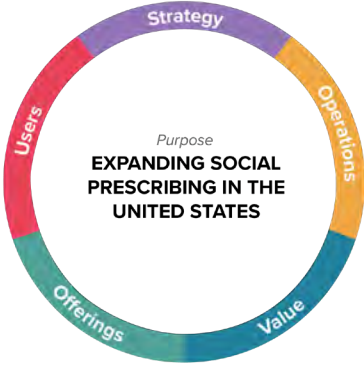 Strategy
Operations
Value
Offerings
Users
Purpose
EXPANDING SOCIAL
PRESCRIBING IN THE
UNITED STATES